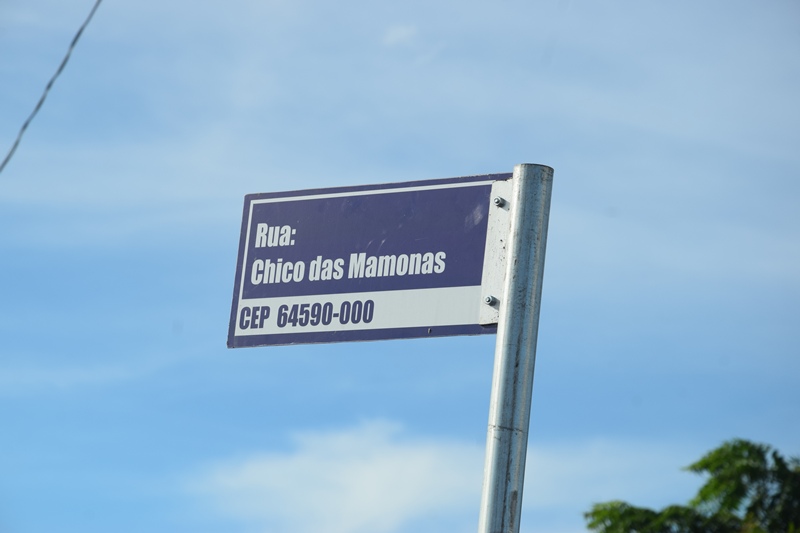 Rua:
Chico das Mamonas
CEP 64590-000